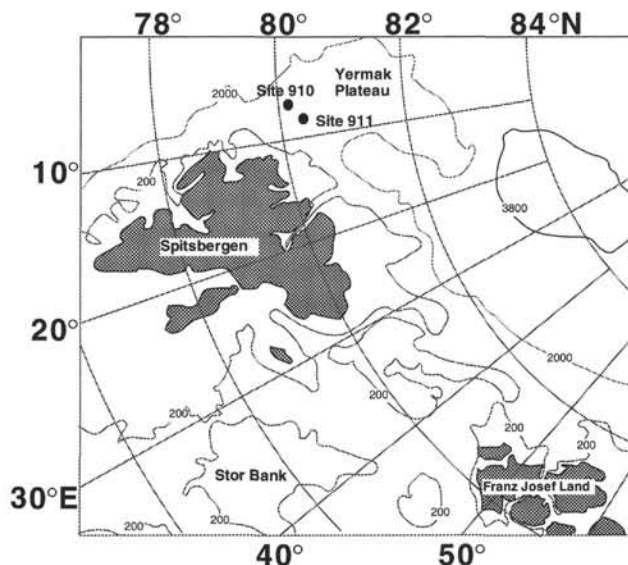 78° 80° 82° 84°N
Yermak
Plateau
Site 910
2000
Site 911
10°
200
3800
Spitsbergen
20°
2000
200
200
200
200
Stor Bank
Franz Josef Land
30°E
200
200
200
40° 50°